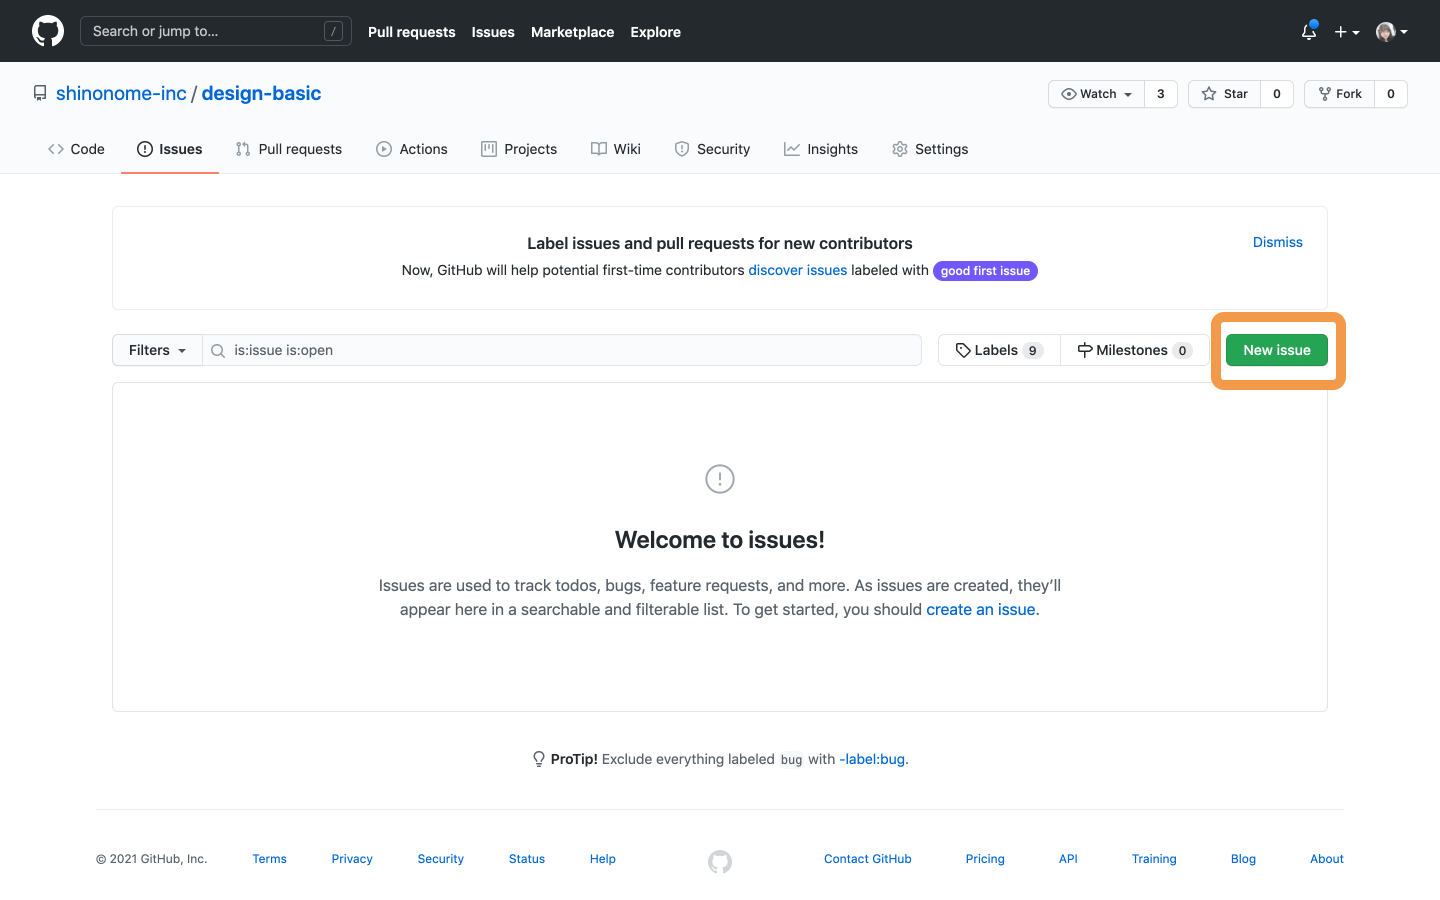 Search or jump to… / Pull requests Issues Marketplace Explore
shinonome-inc / design-basic Watch 3 Star 0 Fork 0
Code Issues Pull requests Actions Projects Wiki Security Insights Settings
Label issues and pull requests for new contributors Dismiss
Now, GitHub will help potential first-time contributors discover issues labeled with good first issue
Filters is:issue is:open Labels 9 Milestones 0 New issue
Welcome to issues!
Issues are used to track todos, bugs, feature requests, and more. As issues are created, they’ll
appear here in a searchable and filterable list. To get started, you should create an issue.
ProTip! Exclude everything labeled bug with -label:bug.
© 2021 GitHub, Inc. Terms Privacy Security Status Help Contact GitHub Pricing API Training Blog About